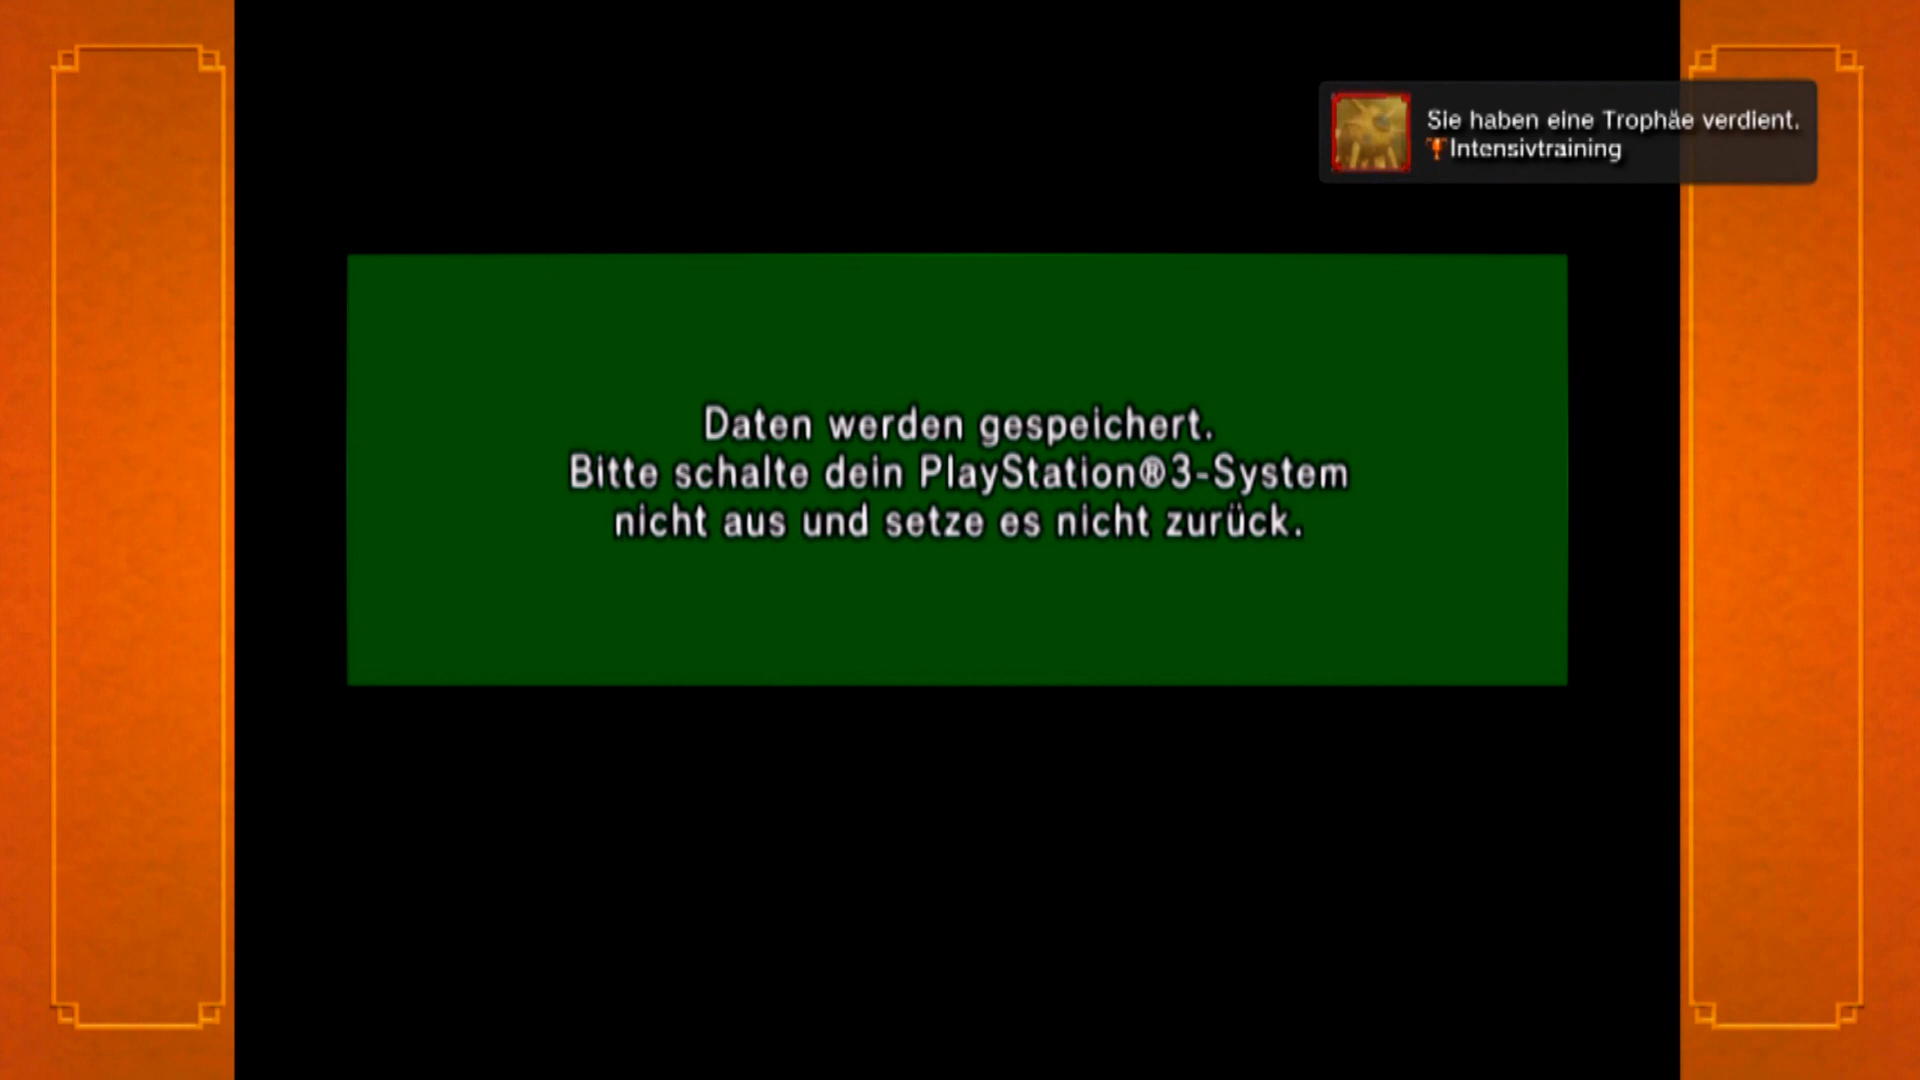 Sie haben eine Trophäe verdient.
Intensivtraining
Daten werden gespeichert.
Bitte schalte dein PlayStation®3-System
nicht aus und setze es nicht zurück.